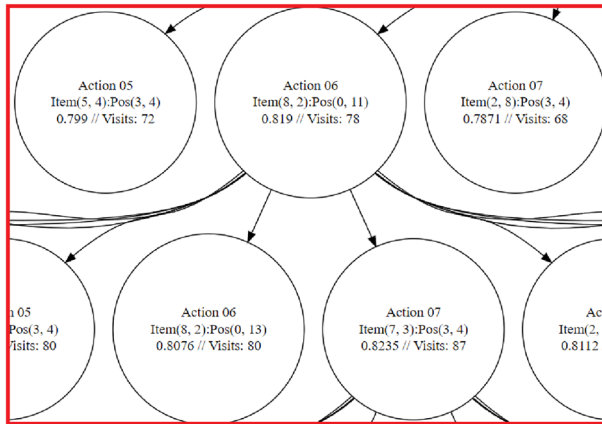 Action 05
Item(5, 4):Pos(3, 4)
0.799 // Visits: 72
Action 06
Item(8, 2):Pos(0, 11)
0.819 // Visits: 78
Action 07
Item(2, 8):Pos(3, 4)
0.7871 // Visits: 68
05
Pos(3, 4)
Visits: 80
Action 06
Item(8, 2):Pos(0, 13)
0.8076 // Visits: 80
Action 07
Item(7, 3):Pos(3, 4)
0.8235 // Visits: 87
Item(2,
0.8112